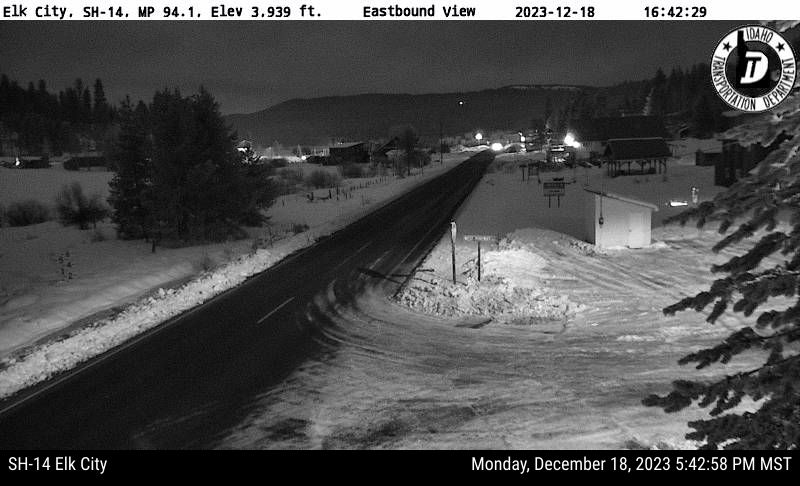 Elk City, SH-14, MP 94.1, Elev 3,939 ft. Eastbound View 2023-12-18 16:42:29
IDAHO
TRANSPORTATION DEPARTMENT
SH-14 Elk City
Monday, December 18, 2023 5:42:58 PM MST